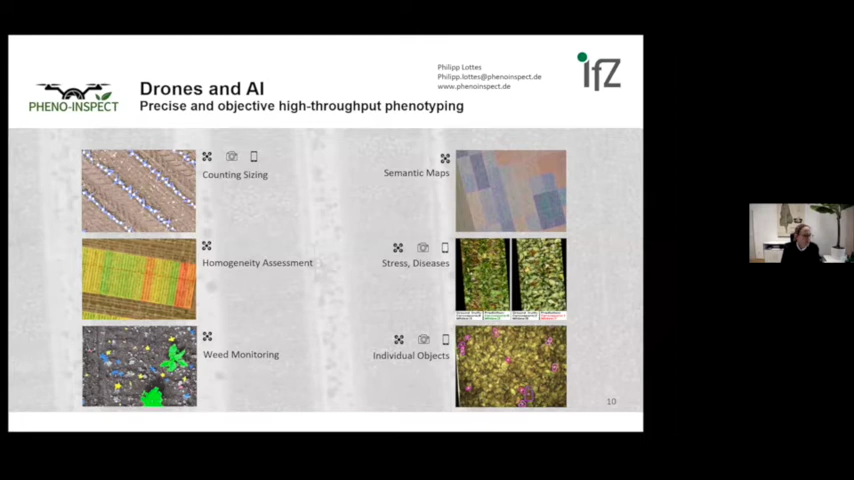 Philipp Lottes
Philipp.lottes@phenoinspect.de
www.phenoinspect.de
ifZ
PHENO-INSPECT
Drones and AI
Precise and objective high-throughput phenotyping
Counting Sizing
Semantic Maps
Homogeneity Assessment
Stress, Diseases
Weed Monitoring
Individual Objects
10